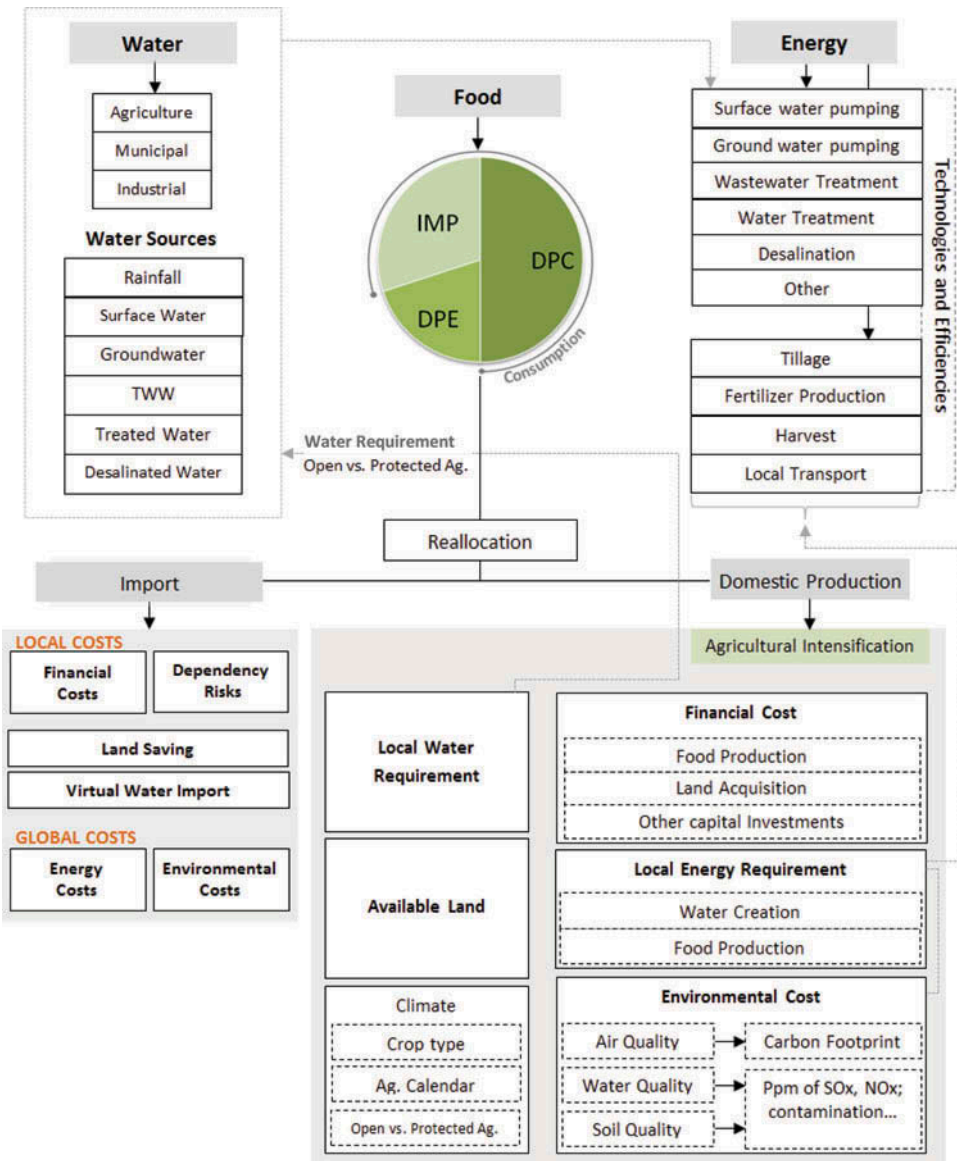 Water
Agriculture
Municipal
Industrial
Water Sources
Rainfall
Surface Water
Groundwater
TWW
Treated Water
Desalinated Water
Food
IMP
DPC
DPE
Consumption
Water Requirement
Open vs. Protected Ag.
Energy
Surface water pumping
Ground water pumping
Wastewater Treatment
Water Treatment
Desalination
Other
Tillage
Fertilizer Production
Harvest
Local Transport
Technologies and Efficiencies
Reallocation
Import
Domestic Production
LOCAL COSTS
Financial
Costs
Dependency
Risks
Land Saving
Virtual Water Import
GLOBAL COSTS
Energy
Costs
Environmental
Costs
Agricultural Intensification
Local Water
Requirement
Available Land
Climate
Crop type
Ag. Calendar
Open vs. Protected Ag.
Financial Cost
Food Production
Land Acquisition
Other capital Investments
Local Energy Requirement
Water Creation
Food Production
Environmental Cost
Air Quality
Carbon Footprint
Water Quality
Soil Quality
Ppm of SOx, NOx;
contamination...